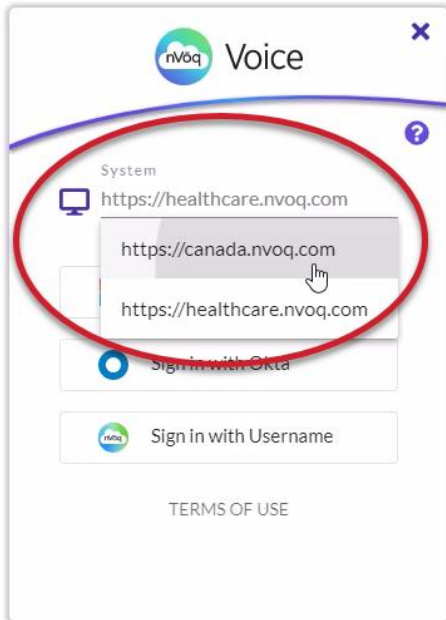 nVoq Voice
System
https://healthcare.nvoq.com
https://canada.nvoq.com
https://healthcare.nvoq.com
Sign in with Okta
nVoq Sign in with Username
TERMS OF USE